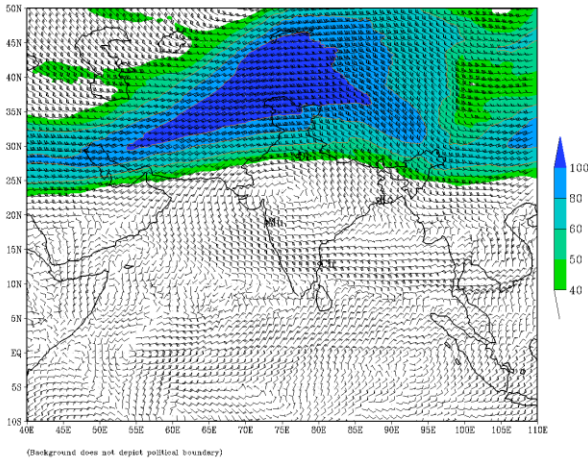 50N
45N
40N
35N
30N
25N
20N
15N
10N
5N
EQ
5S
10S
40E 45E 50E 55E 60E 65E 70E 75E 80E 85E 90E 95E 100E 105E 110E
100
80
60
50
40
(Background does not depict political boundary)